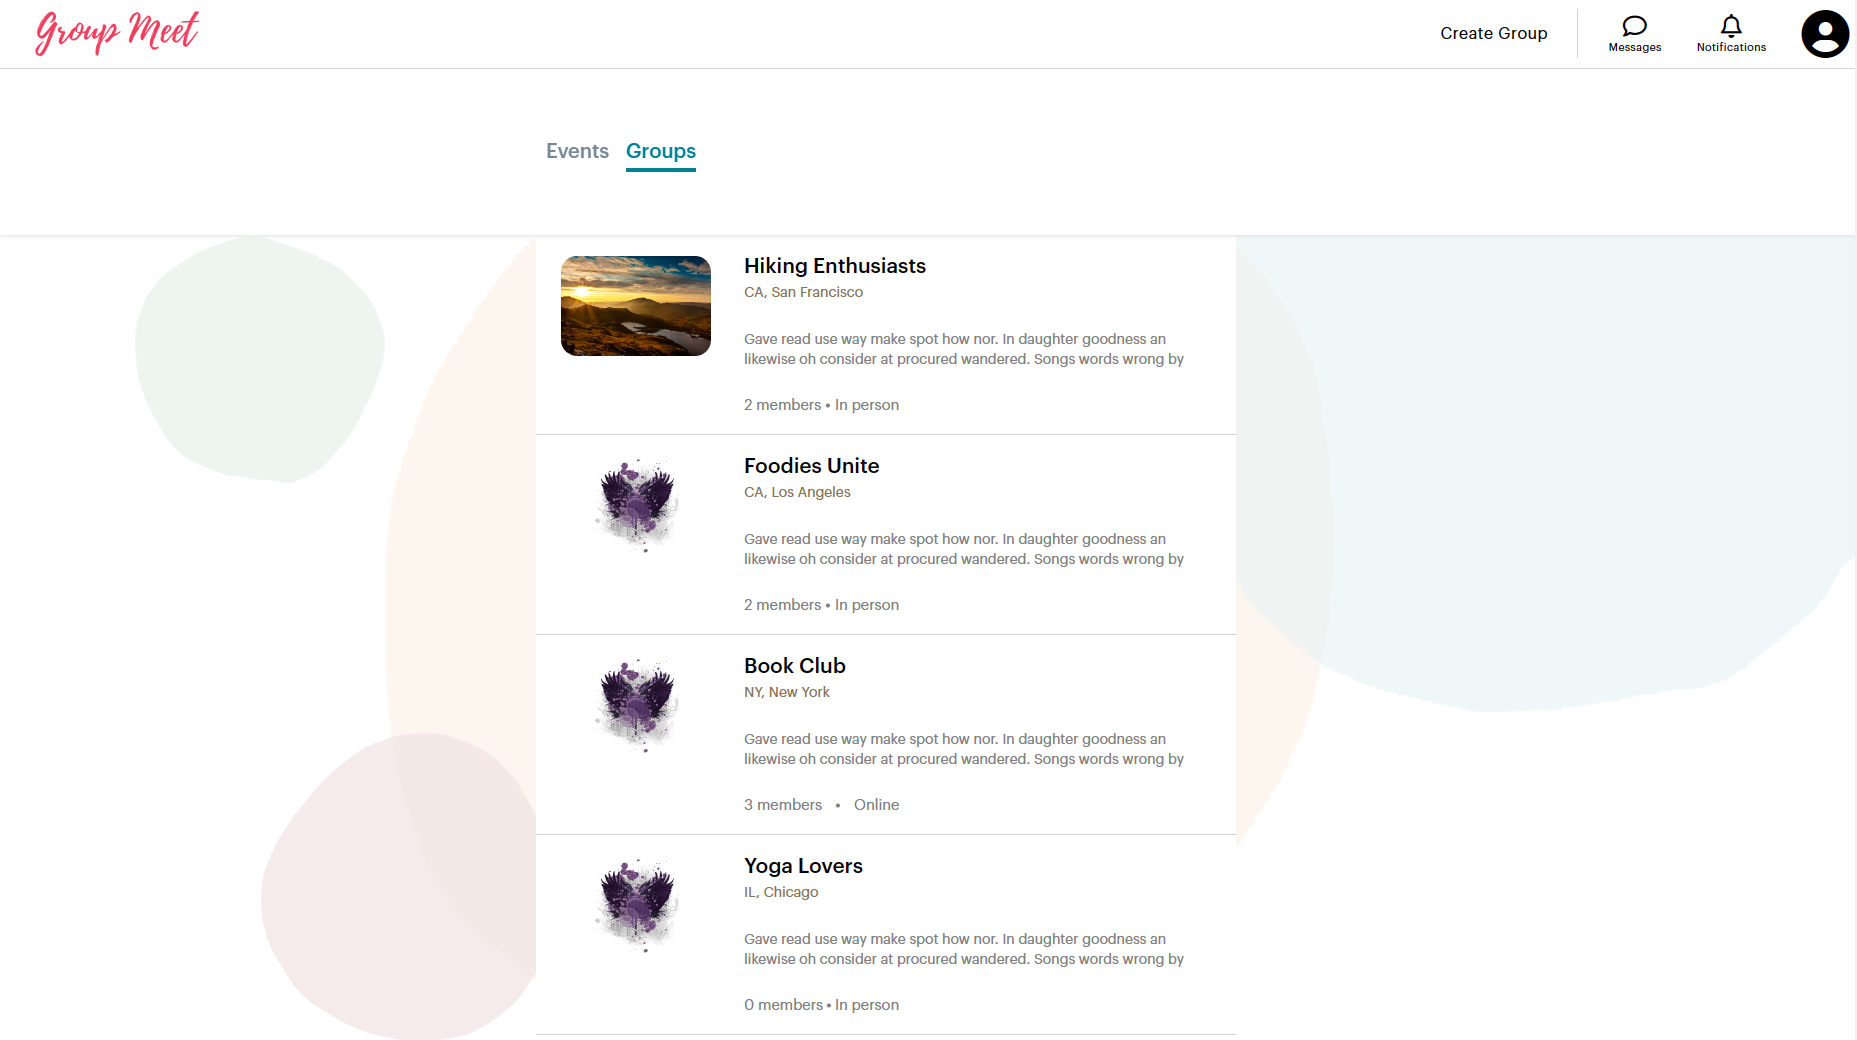 Group Meet
Create Group
Messages
Notifications
Events Groups
Hiking Enthusiasts
CA, San Francisco
Gave read use way make spot how nor. In daughter goodness an
likewise oh consider at procured wandered. Songs words wrong by
2 members • In person
Foodies Unite
CA, Los Angeles
Gave read use way make spot how nor. In daughter goodness an
likewise oh consider at procured wandered. Songs words wrong by
2 members • In person
Book Club
NY, New York
Gave read use way make spot how nor. In daughter goodness an
likewise oh consider at procured wandered. Songs words wrong by
3 members • Online
Yoga Lovers
IL, Chicago
Gave read use way make spot how nor. In daughter goodness an
likewise oh consider at procured wandered. Songs words wrong by
0 members • In person